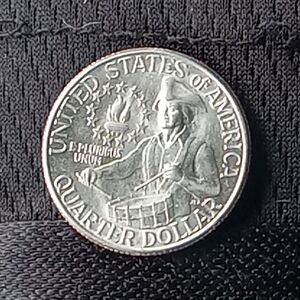 UNITED STATES OF AMERICA
E PLURIBUS
UNUM
QUARTER DOLLAR